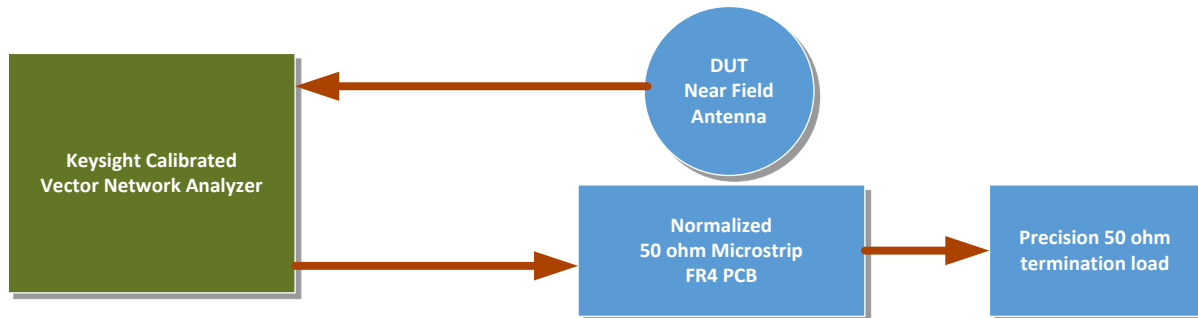 Keysight Calibrated
Vector Network Analyzer
DUT
Near Field
Antenna
Normalized
50 ohm Microstrip
FR4 PCB
Precision 50 ohm
termination load